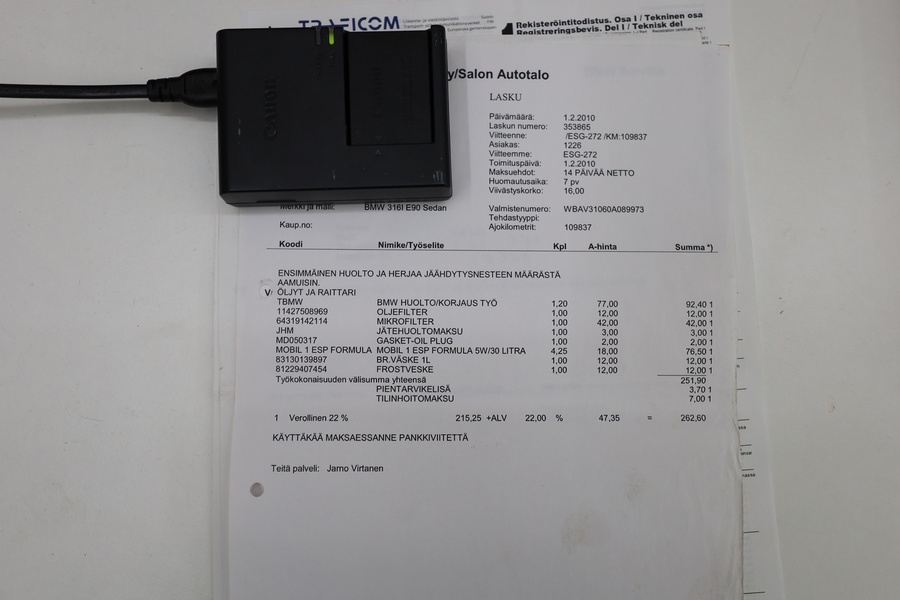 TRAFICOM
Rekisteröintitodistus. Osa I / Tekninen osa
Registreringsbevis. Del I / Teknisk del
Canon
y/Salon Autotalo
LASKU
Päivämäärä: 1.2.2010
Laskun numero: 353865
Viitteenne: /ESG-272 /KM:109837
Asiakas: 1226
Viitteemme: ESG-272
Toimituspäivä: 1.2.2010
Maksuehdot: 14 PÄIVÄÄ NETTO
Huomautusaika: 7 pv
Viivästyskorko: 16,00
Merkki ja malli: BMW 316I E90 Sedan Valmistenumero: WBAV31060A089973
Tehdastyyppi:
Kaup.no: Ajokilometrit: 109837
Koodi Nimike/Työselite Kpl A-hinta Summa *)
ENSIMMÄINEN HUOLTO JA HERJAA JÄÄHDYTYSNESTEEN MÄÄRÄSTÄ
AAMUISIN.
V ÖLJYT JA RAITTARI
TBMW BMW HUOLTO/KORJAUS TYÖ 1,20 77,00 92,40 1
11427508969 OLJEFILTER 1,00 12,00 12,00 1
64319142114 MIKROFILTER 1,00 42,00 42,00 1
JHM JÄTEHUOLTOMAKSU 1,00 3,00 3,00 1
MD050317 GASKET-OIL PLUG 1,00 2,00 2,00 1
MOBIL 1 ESP FORMULA MOBIL 1 ESP FORMULA 5W/30 LITRA 4,25 18,00 76,50 1
83130139897 BR.VÄSKE 1L 1,00 12,00 12,00 1
81229407454 FROSTVESKE 1,00 12,00 12,00 1
Työkokonaisuuden välisumma yhteensä 251,90
PIENTARVIKELISÄ 3,70 1
TILINHOITOMAKSU 7,00 1
1 Verollinen 22 % 215,25 +ALV 22,00 % 47,35 = 262,60
KÄYTTÄKÄÄ MAKSAESSANNE PANKKIVIITETTÄ
Teitä palveli: Jarno Virtanen